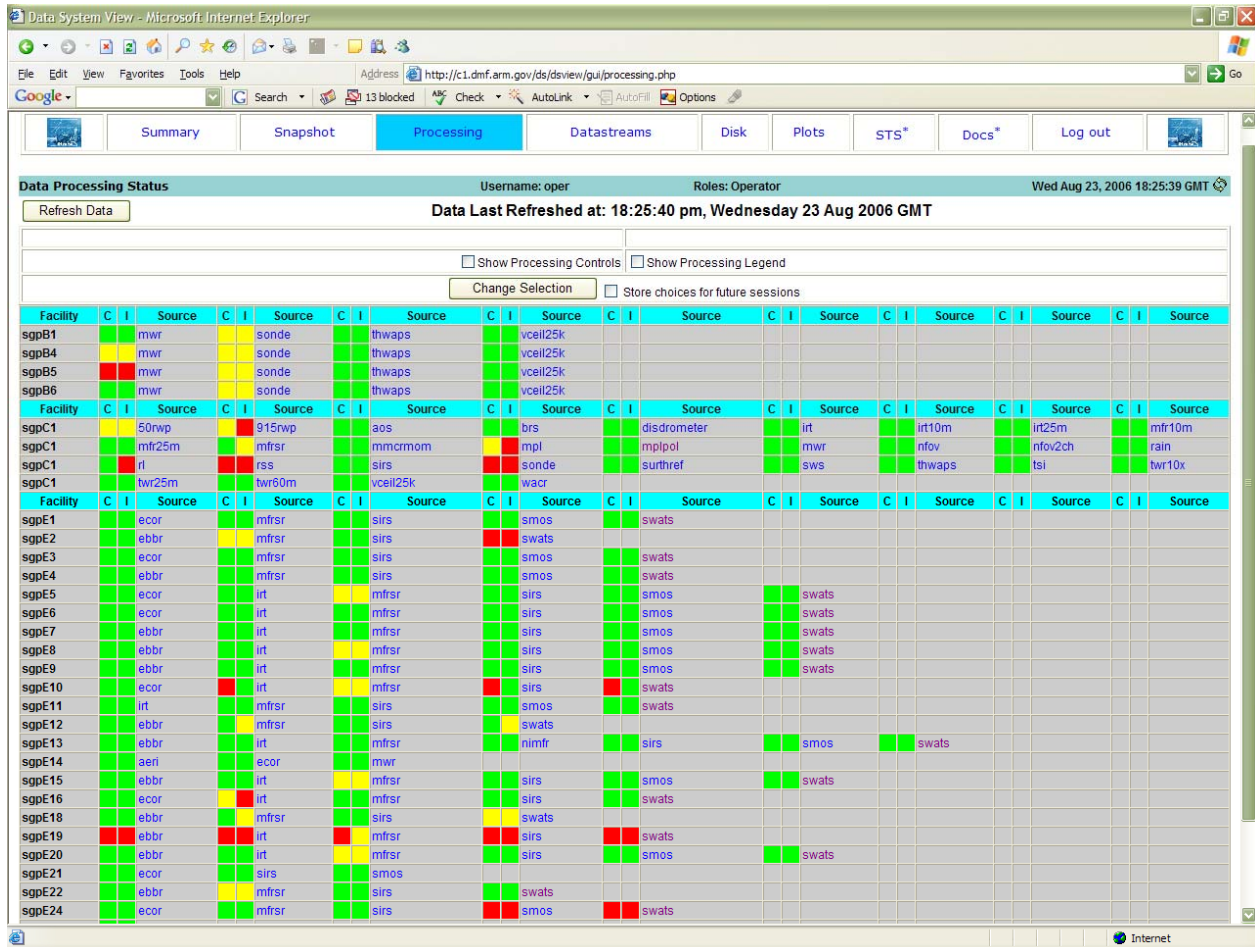 Data System View - Microsoft Internet Explorer
File Edit View Favorites Tools Help Address http://c1.dmf.arm.gov/ds/dsview/gui/processing.php Go
Google Search 13 blocked Check AutoLink AutoFill Options
Summary Snapshot Processing Datastreams Disk Plots STS* Docs* Log out
Data Processing Status Username: oper Roles: Operator Wed Aug 23, 2006 18:25:39 GMT
Refresh Data Data Last Refreshed at: 18:25:40 pm, Wednesday 23 Aug 2006 GMT
Show Processing Controls Show Processing Legend
Change Selection Store choices for future sessions
Facility C I Source C I Source C I Source C I Source C I Source C I Source C I Source C I Source C I Source
sgpB1 mwr sonde thwaps vceil25k
sgpB4 mwr sonde thwaps vceil25k
sgpB5 mwr sonde thwaps vceil25k
sgpB6 mwr sonde thwaps vceil25k
Facility C I Source C I Source C I Source C I Source C I Source C I Source C I Source C I Source C I Source
sgpC1 50rwp 915rwp aos brs disdrometer irt irt10m irt25m mfr10m
sgpC1 mfr25m mfrsr mmcrmom mpl mplpol mwr nfov nfov2ch rain
sgpC1 rl rss sirs sonde surthref sws thwaps tsi twr10x
sgpC1 twr25m twr60m vceil25k wacr
Facility C I Source C I Source C I Source C I Source C I Source C I Source C I Source C I Source C I Source
sgpE1 ecor mfrsr sirs smos swats
sgpE2 ebbr mfrsr sirs swats
sgpE3 ecor mfrsr sirs smos swats
sgpE4 ebbr mfrsr sirs smos swats
sgpE5 ecor irt mfrsr sirs smos swats
sgpE6 ecor irt mfrsr sirs smos swats
sgpE7 ebbr irt mfrsr sirs smos swats
sgpE8 ebbr irt mfrsr sirs smos swats
sgpE9 ebbr irt mfrsr sirs smos swats
sgpE10 ecor irt mfrsr sirs swats
sgpE11 irt mfrsr sirs smos swats
sgpE12 ebbr mfrsr sirs swats
sgpE13 ebbr irt mfrsr nimfr sirs smos swats
sgpE14 aeri ecor mwr
sgpE15 ebbr irt mfrsr sirs smos swats
sgpE16 ecor irt mfrsr sirs swats
sgpE18 ebbr mfrsr sirs swats
sgpE19 ebbr irt mfrsr sirs swats
sgpE20 ebbr irt mfrsr sirs smos swats
sgpE21 ecor sirs smos
sgpE22 ebbr mfrsr sirs swats
sgpE24 ecor mfrsr sirs smos swats
Internet